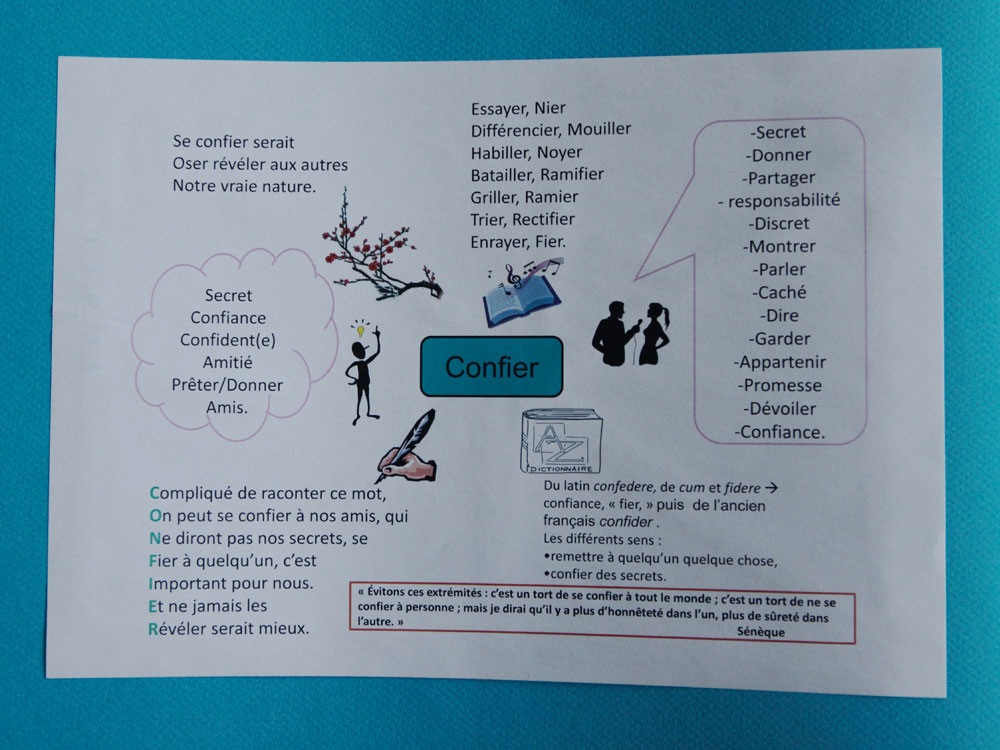 Se confier serait
Oser révéler aux autres
Notre vraie nature.
Essayer, Nier
Différencier, Mouiller
Habiller, Noyer
Batailler, Ramifier
Griller, Ramier
Trier, Rectifier
Enrayer, Fier.
-Secret
-Donner
-Partager
- responsabilité
-Discret
-Montrer
-Parler
-Caché
-Dire
-Garder
-Appartenir
-Promesse
-Dévoiler
-Confiance.
Secret
Confiance
Confident(e)
Amitié
Prêter/Donner
Amis.
Confier
A
Z
DICTIONNAIRE
Compliqué de raconter ce mot,
On peut se confier à nos amis, qui
Ne diront pas nos secrets, se
Fier à quelqu'un, c'est
Important pour nous.
Et ne jamais les
Révéler serait mieux.
Du latin confedere, de cum et fidere →
confiance, « fier, » puis de l'ancien
français confider .
Les différents sens :
•remettre à quelqu'un quelque chose,
•confier des secrets.
« Évitons ces extrémités : c'est un tort de se confier à tout le monde ; c'est un tort de ne se
confier à personne ; mais je dirai qu'il y a plus d'honnêteté dans l'un, plus de sûreté dans
l'autre. »
Sénèque